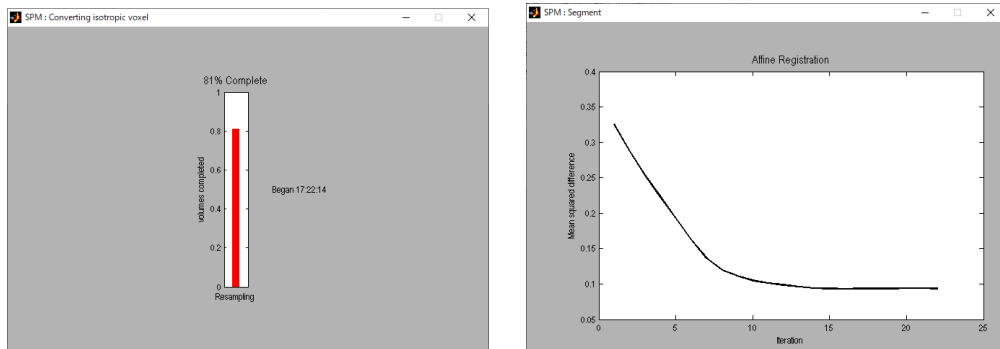 SPM : Converting isotropic voxel
81% Complete
1
0.8
0.6
0.4
0.2
0
volumes completed
Began 17:22:14
Resampling
SPM : Segment
Affine Registration
0.4
0.35
0.3
0.25
0.2
0.15
0.1
0.05
Mean squared difference
0 5 10 15 20 25
Iteration